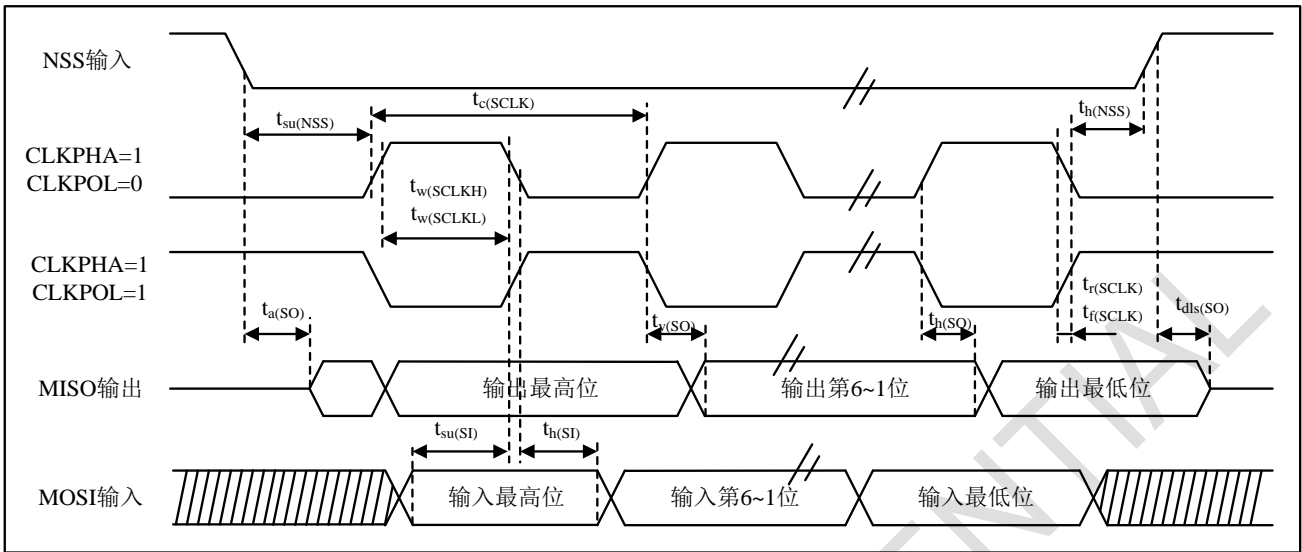 NSS输入
tsu(NSS)
tc(SCLK)
th(NSS)
CLKPHA=1
CLKPOL=0
tw(SCLKH)
tw(SCLKL)
CLKPHA=1
CLKPOL=1
ta(SO)
tv(SO)
th(SO)
tr(SCLK)
tf(SCLK)
tdls(SO)
MISO输出
输出最高位
输出第6~1位
输出最低位
tsu(SI)
th(SI)
MOSI输入
输入最高位
输入第6~1位
输入最低位
ENTIAL